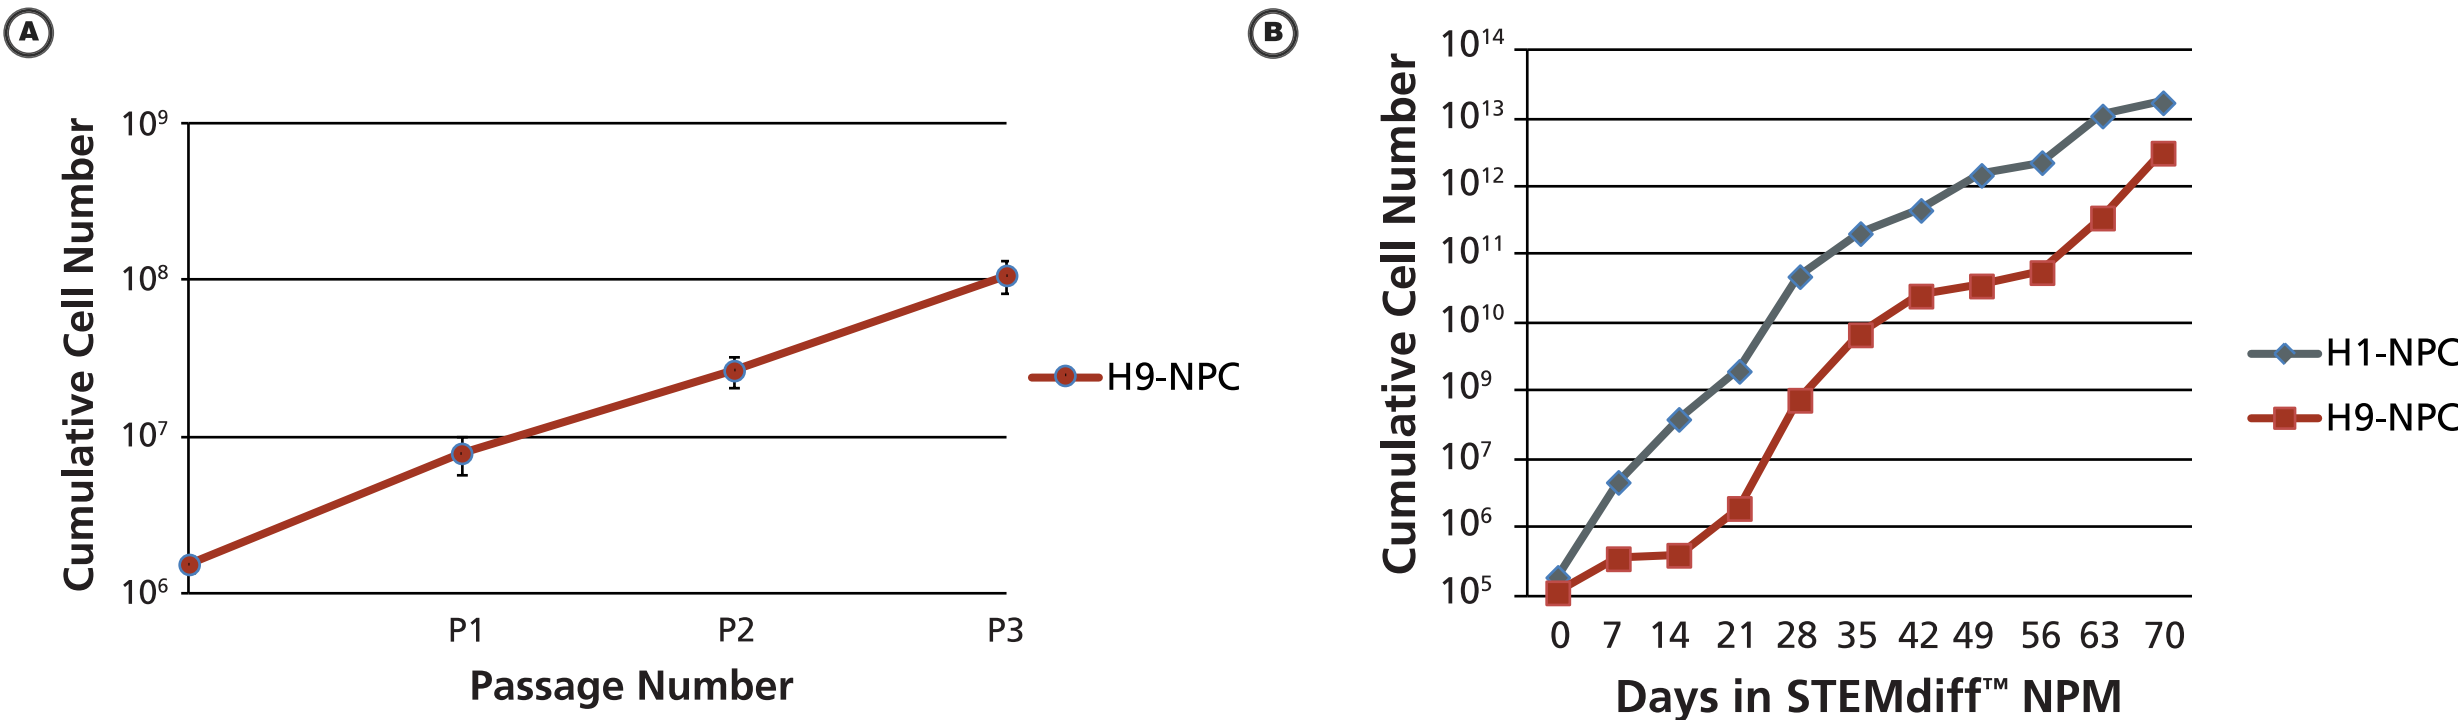 A
Cumulative Cell Number
10⁹
10⁸
10⁷
10⁶
P1 P2 P3
Passage Number
H9-NPC
B
Cumulative Cell Number
10¹⁴
10¹³
10¹²
10¹¹
10¹⁰
10⁹
10⁷
10⁶
10⁵
0 7 14 21 28 35 42 49 56 63 70
Days in STEMdiff™ NPM
H1-NPC
H9-NPC